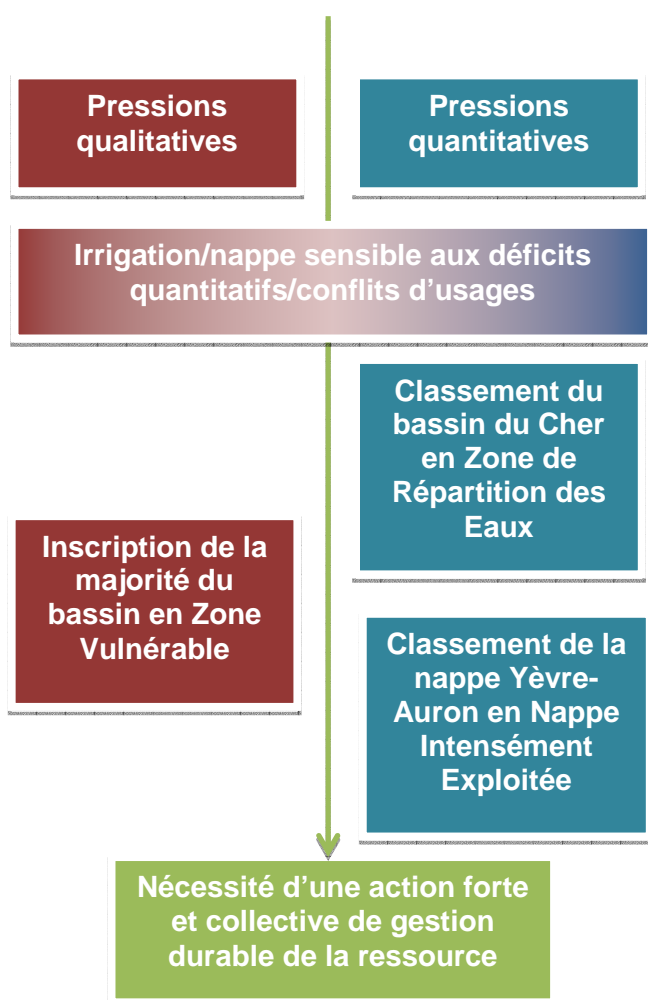 Pressions
qualitatives
Pressions
quantitatives
Irrigation/nappe sensible aux déficits
quantitatifs/conflits d'usages
Classement du
bassin du Cher
en Zone de
Répartition des
Eaux
Inscription de la
majorité du
bassin en Zone
Vulnérable
Classement de la
nappe Yèvre-
Auron en Nappe
Intensément
Exploitée
Nécessité d'une action forte
et collective de gestion
durable de la ressource